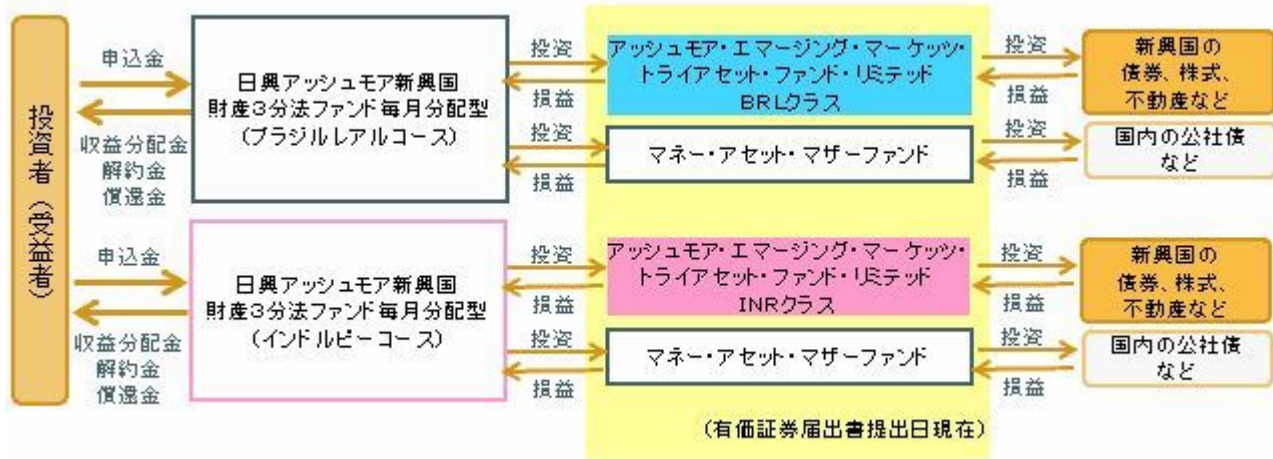 投資者（受益者）
申込金
収益分配金
解約金
償還金
日興アッシュモア新興国
財産3分法ファンド毎月分配型
（ブラジルレアルコース）
投資
損益
アッシュモア・エマージング・マーケッツ・
トライアセット・ファンド・リミテッド
BRLクラス
投資
損益
新興国の
債券、株式、
不動産など
投資
損益
マネー・アセット・マザーファンド
投資
損益
国内の公社債
など
申込金
収益分配金
解約金
償還金
日興アッシュモア新興国
財産3分法ファンド毎月分配型
（インドルピーコース）
投資
損益
アッシュモア・エマージング・マーケッツ・
トライアセット・ファンド・リミテッド
INRクラス
投資
損益
新興国の
債券、株式、
不動産など
投資
損益
マネー・アセット・マザーファンド
投資
損益
国内の公社債
など
（有価証券届出書提出日現在）